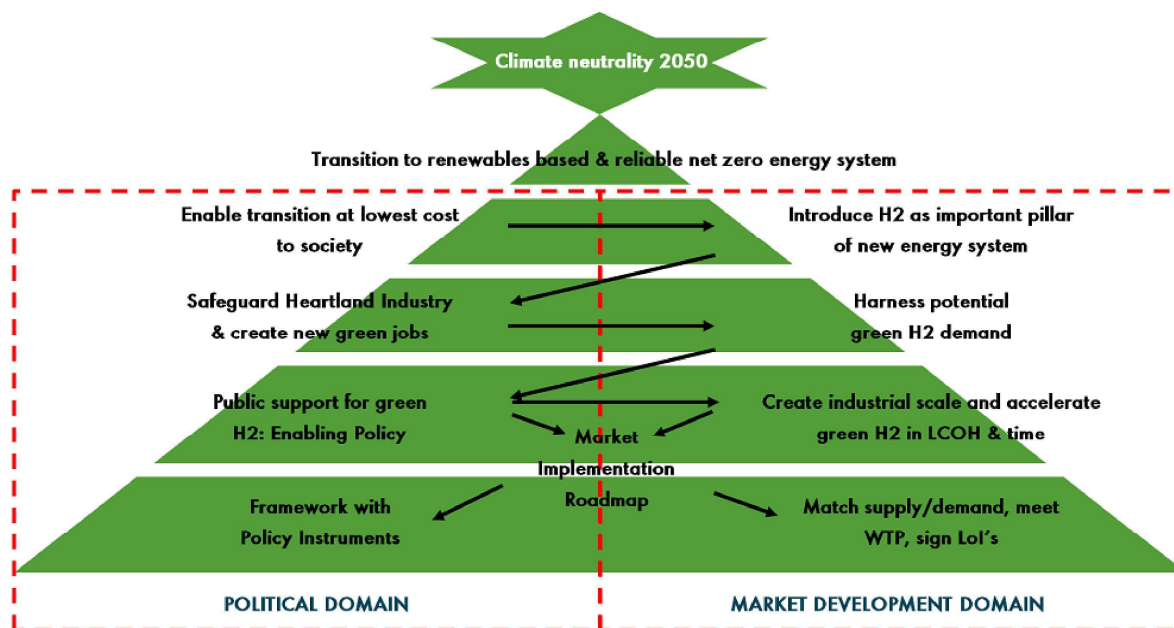 Climate neutrality 2050
Transition to renewables based & reliable net zero energy system
Enable transition at lowest cost
to society
Introduce H2 as important pillar
of new energy system
Safeguard Heartland Industry
& create new green jobs
Harness potential
green H2 demand
Public support for green
H2: Enabling Policy
Create industrial scale and accelerate
green H2 in LCOH & time
Market
Implementation
Roadmap
Framework with
Policy Instruments
Match supply/demand, meet
WTP, sign LoI's
POLITICAL DOMAIN
MARKET DEVELOPMENT DOMAIN